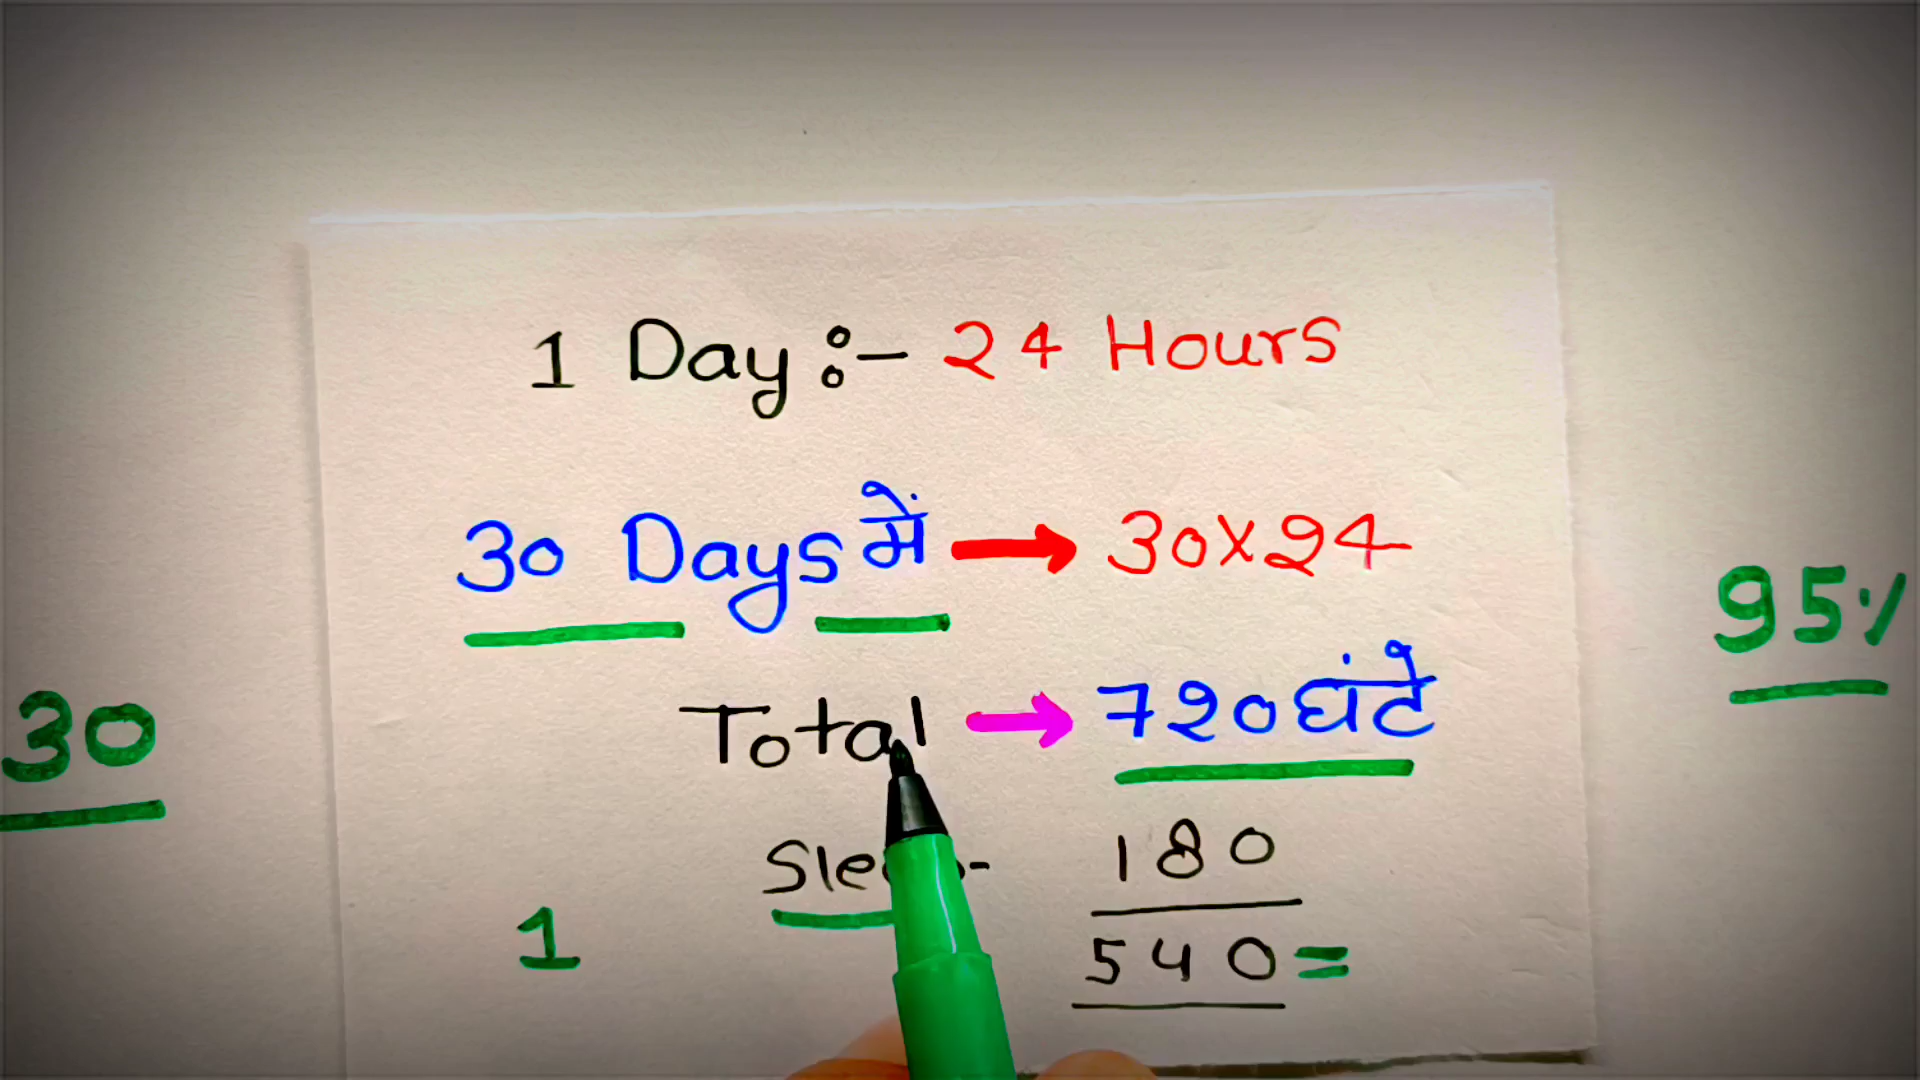 1 Day :- 24 Hours
30 Days में → 30x24
95%
30
Total → 720 घंटे
180
1
540 =